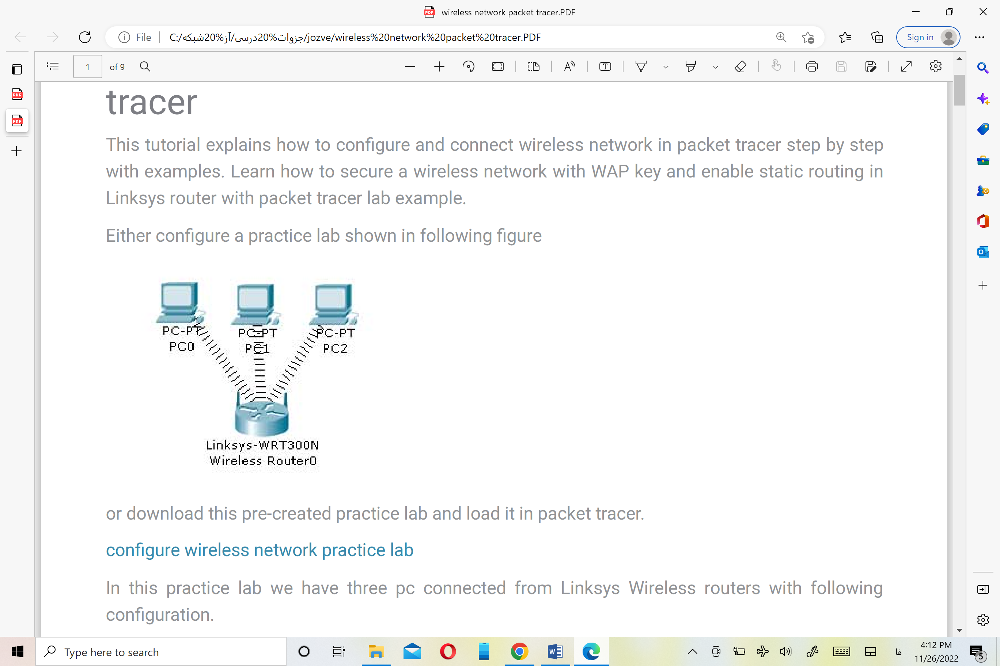 wireless network packet tracer.PDF
File
C:/جزوات%20درسی/آز%20شبکه/jozve/wireless%20network%20packet%20tracer.PDF
Sign in
1 of 9
tracer
This tutorial explains how to configure and connect wireless network in packet tracer step by step
with examples. Learn how to secure a wireless network with WAP key and enable static routing in
Linksys router with packet tracer lab example.
Either configure a practice lab shown in following figure
PC-PT
PC0
PC-PT
PC1
PC-PT
PC2
Linksys-WRT300N
Wireless Router0
or download this pre-created practice lab and load it in packet tracer.
configure wireless network practice lab
In this practice lab we have three pc connected from Linksys Wireless routers with following
configuration.
Type here to search
فا
4:12 PM
11/26/2022
5